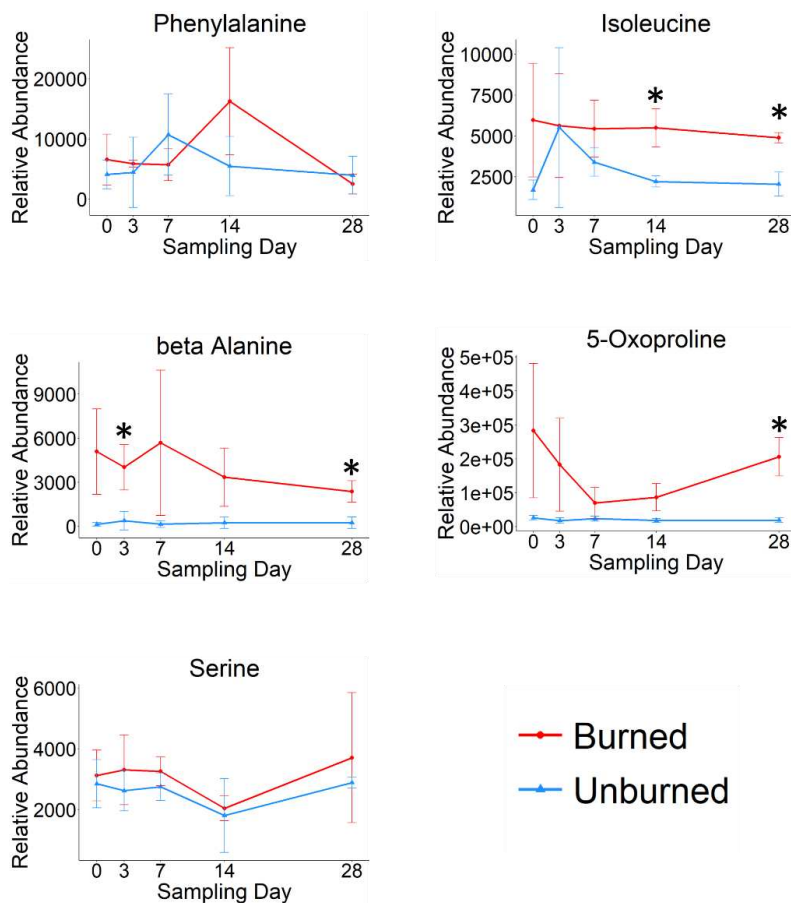 Phenylalanine
Relative Abundance
20000
10000
0
0 3 7 14 28
Sampling Day
Isoleucine
Relative Abundance
10000
7500
5000
2500
* *
0 3 7 14 28
Sampling Day
beta Alanine
Relative Abundance
9000
6000
3000
0
* *
0 3 7 14 28
Sampling Day
5-Oxoproline
Relative Abundance
5e+05
4e+05
3e+05
2e+05
1e+05
0e+00
*
0 3 7 14 28
Sampling Day
Serine
Relative Abundance
6000
4000
2000
0 3 7 14 28
Sampling Day
Burned
Unburned